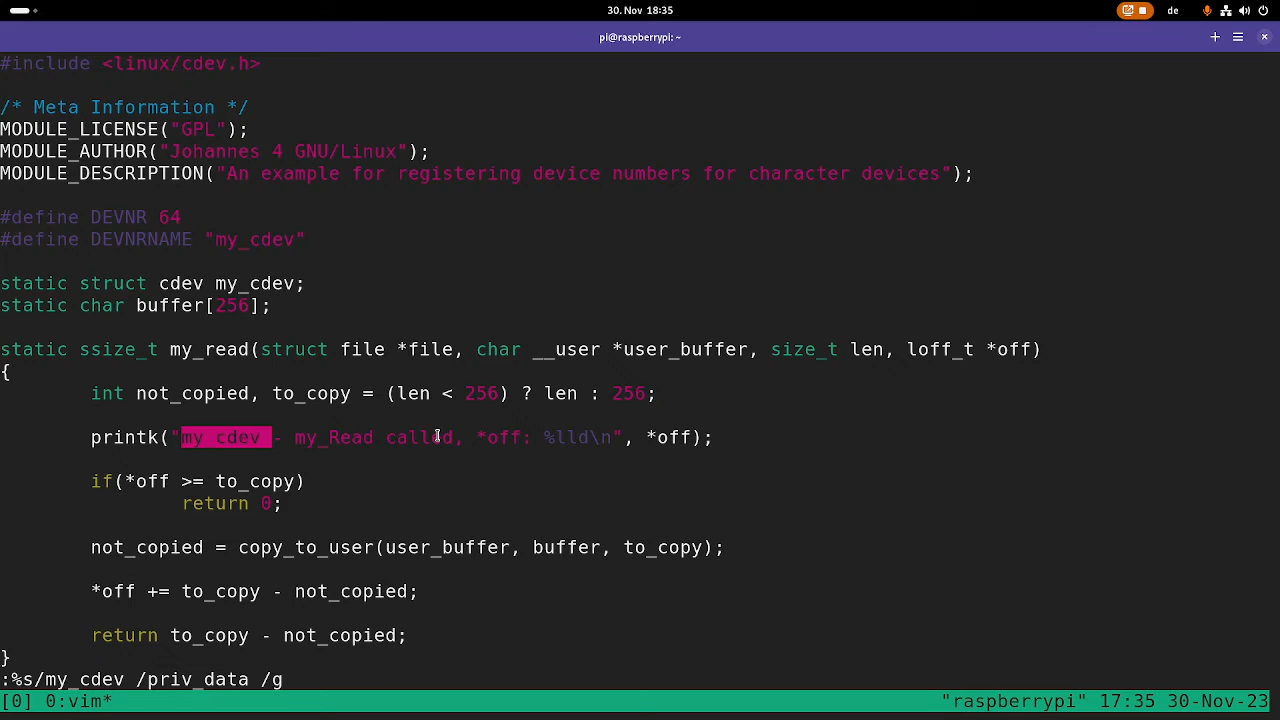 30. Nov 18:35
de
pi@raspberrypi: ~
#include <linux/cdev.h>
/* Meta Information */
MODULE_LICENSE("GPL");
MODULE_AUTHOR("Johannes 4 GNU/Linux");
MODULE_DESCRIPTION("An example for registering device numbers for character devices");
#define DEVNR 64
#define DEVNRNAME "my_cdev"
static struct cdev my_cdev;
static char buffer[256];
static ssize_t my_read(struct file *file, char __user *user_buffer, size_t len, loff_t *off)
{
int not_copied, to_copy = (len < 256) ? len : 256;
printk("my_cdev - my_Read called, *off: %lld\n", *off);
if(*off >= to_copy)
return 0;
not_copied = copy_to_user(user_buffer, buffer, to_copy);
*off += to_copy - not_copied;
return to_copy - not_copied;
}
:%s/my_cdev /priv_data /g
[0] 0:vim* "raspberrypi" 17:35 30-Nov-23